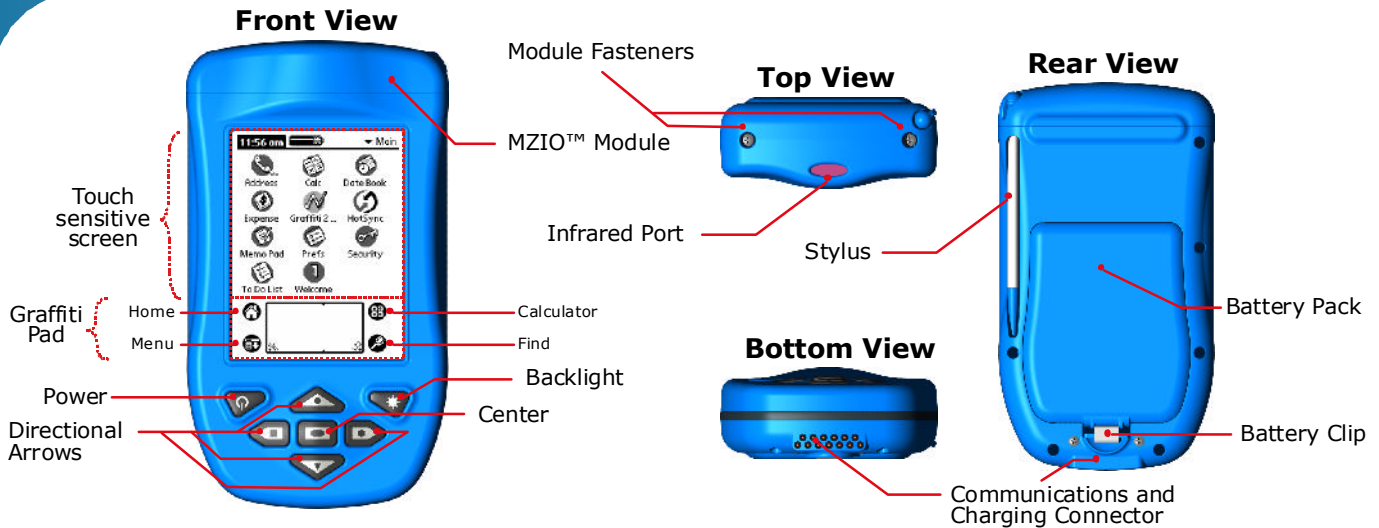 Front View
Module Fasteners
Top View
Rear View
MZIO™ Module
11:56 am
Main
Address
Calc
Date Book
Expense
Graffiti 2 ...
HotSync
Memo Pad
Prefs
Security
To Do List
Welcome
Touch
sensitive
screen
Infrared Port
Stylus
Graffiti
Pad
Home
Menu
Calculator
Find
Battery Pack
Bottom View
Backlight
Power
Center
Directional
Arrows
Battery Clip
Communications and
Charging Connector